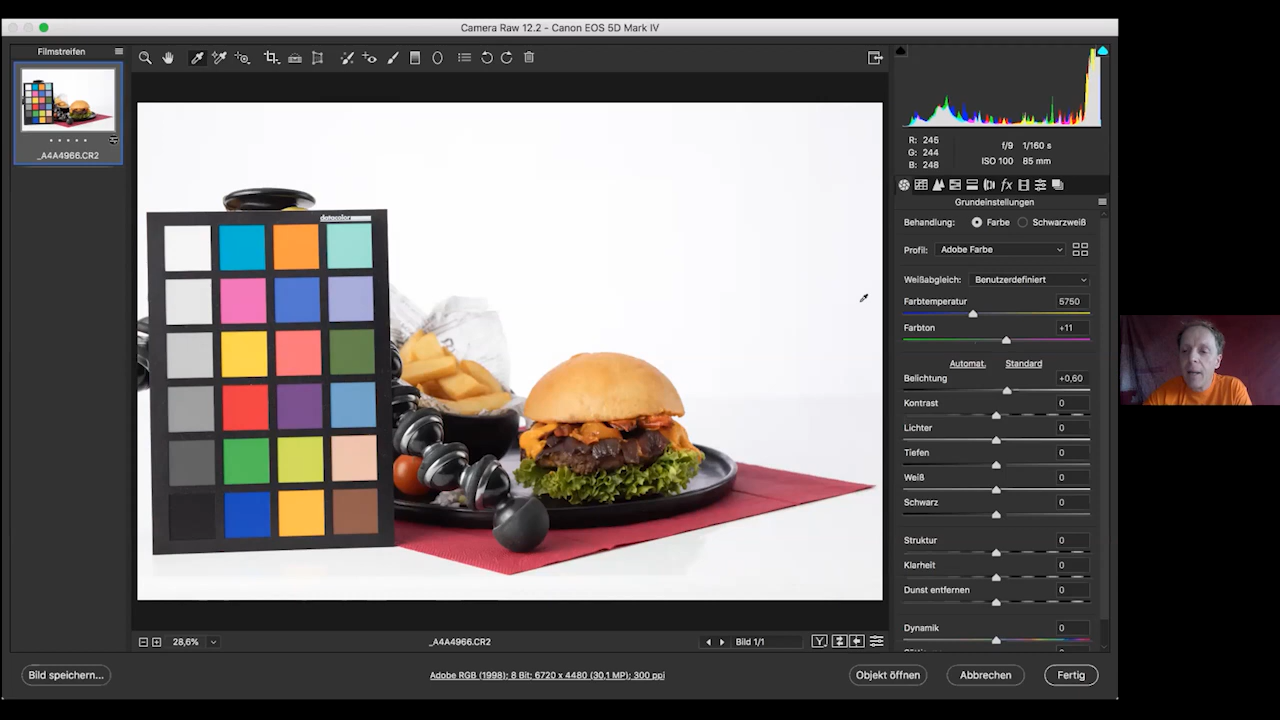 Camera Raw 12.2 - Canon EOS 5D Mark IV
Filmstreifen
_A4A4966.CR2
datacolor
R: 245
G: 244
B: 248
f/9 1/160 s
ISO 100 85 mm
fx
Grundeinstellungen
Behandlung: Farbe Schwarzweiß
Profil: Adobe Farbe
Weißabgleich: Benutzerdefiniert
Farbtemperatur 5750
Farbton +11
Automat. Standard
Belichtung +0,60
Kontrast 0
Lichter 0
Tiefen 0
Weiß 0
Schwarz 0
Struktur 0
Klarheit 0
Dunst entfernen 0
Dynamik 0
28,6% _A4A4966.CR2 Bild 1/1 Y
Bild speichern... Adobe RGB (1998); 8 Bit; 6720 x 4480 (30,1 MP); 300 ppi Objekt öffnen Abbrechen Fertig